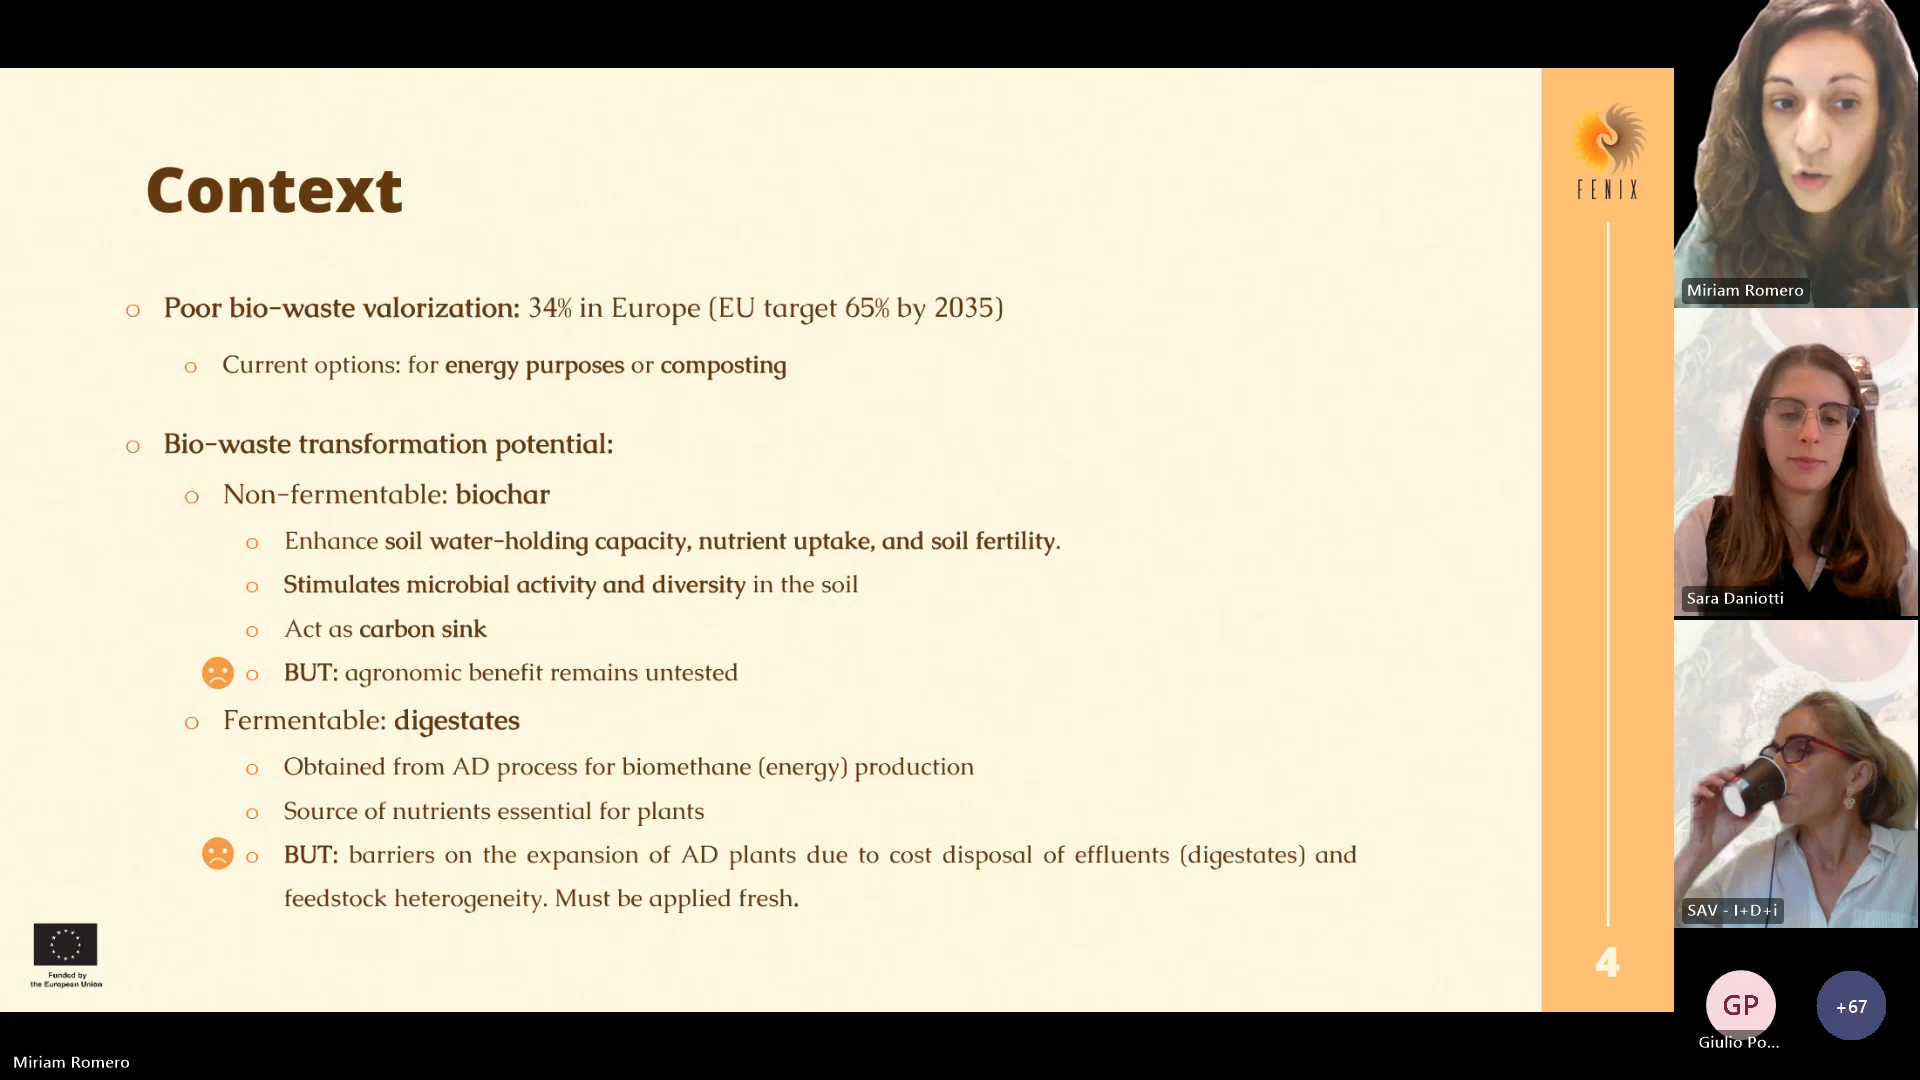 Context
Poor bio-waste valorization: 34% in Europe (EU target 65% by 2035)
Current options: for energy purposes or composting
Bio-waste transformation potential:
Non-fermentable: biochar
Enhance soil water-holding capacity, nutrient uptake, and soil fertility.
Stimulates microbial activity and diversity in the soil
Act as carbon sink
BUT: agronomic benefit remains untested
Fermentable: digestates
Obtained from AD process for biomethane (energy) production
Source of nutrients essential for plants
BUT: barriers on the expansion of AD plants due to cost disposal of effluents (digestates) and
feedstock heterogeneity. Must be applied fresh.
Funded by
the European Union
FENIX
4
Miriam Romero
Sara Daniotti
SAV - I+D+i
GP
Giulio Po...
+67
Miriam Romero